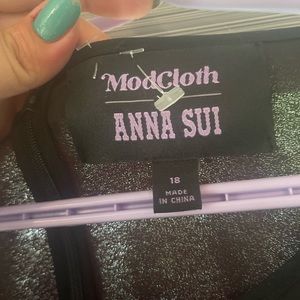 ModCloth
ANNA SUI
18
MADE
IN CHINA